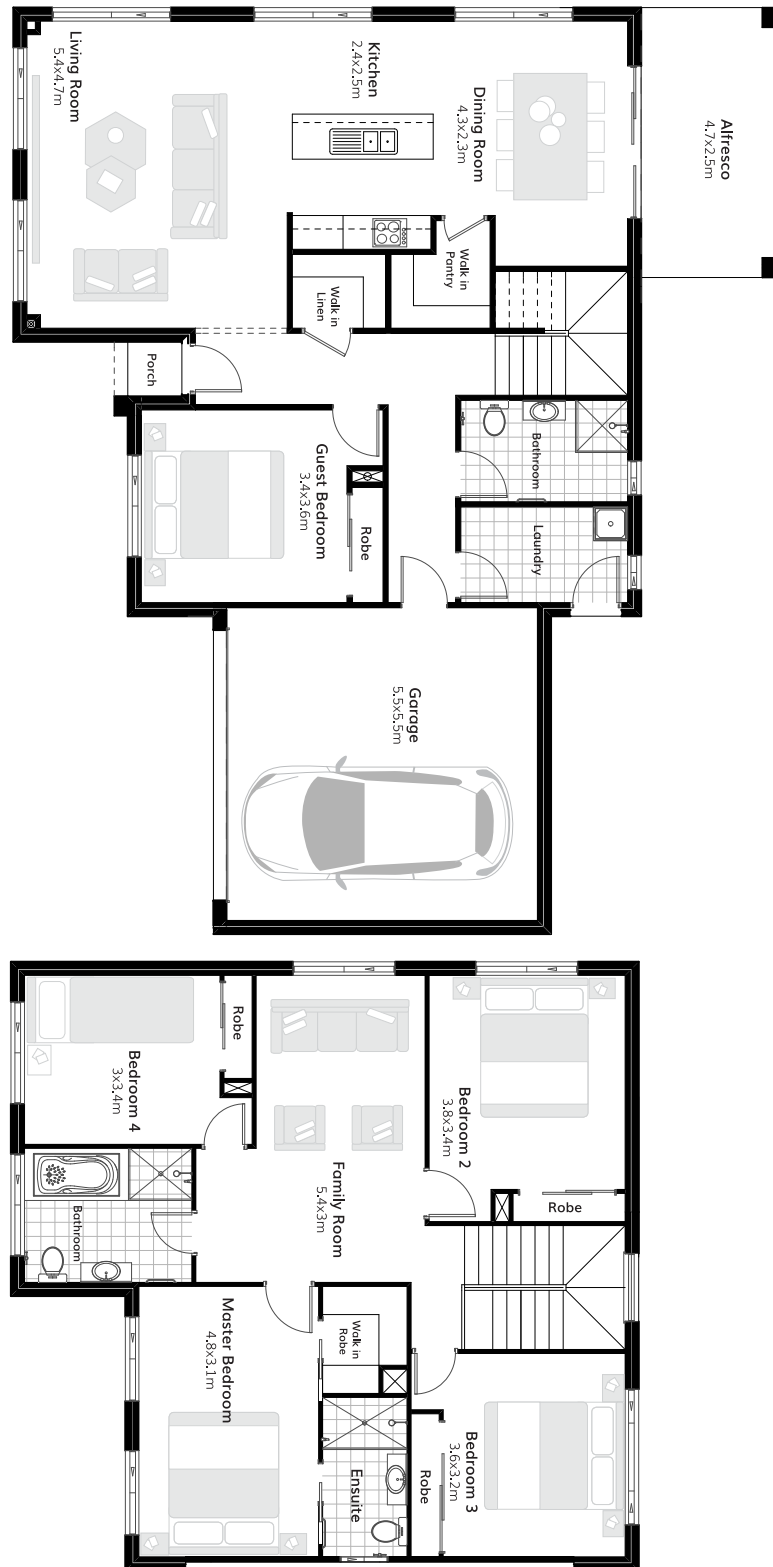 Living Room
5.4x4.7m
Kitchen
2.4x2.5m
Dining Room
4.3x2.3m
Alfresco
4.7x2.5m
Walk in
Pantry
Walk in
Linen
Porch
Guest Bedroom
3.4x3.6m
Robe
Bathroom
Laundry
Garage
5.5x5.5m
Bedroom 4
3x3.4m
Robe
Bedroom 2
3.8x3.4m
Robe
Family Room
5.4x3m
Bathroom
Master Bedroom
4.8x3.1m
Walk in
Robe
Ensuite
Robe
Bedroom 3
3.6x3.2m